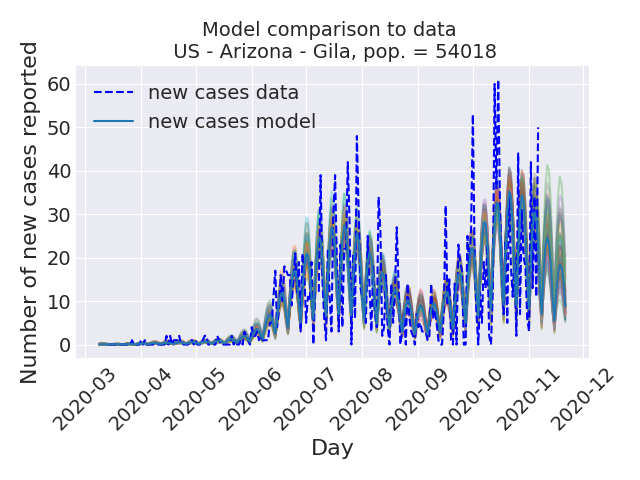 Model comparison to data
US - Arizona - Gila, pop. = 54018
Number of new cases reported
60
50
40
30
20
10
0
new cases data
new cases model
2020-03
2020-04
2020-05
2020-06
2020-07
2020-08
2020-09
2020-10
2020-11
2020-12
Day